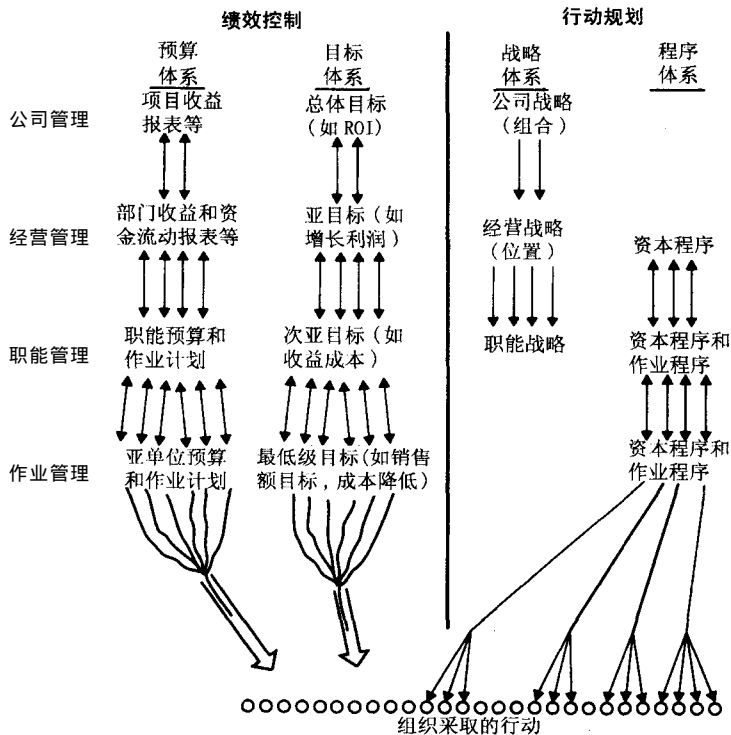 绩效控制
行动规划
预算
体系
目标
体系
战略
体系
程序
体系
公司管理
项目收益
报表等
总体目标
(如 ROI)
公司战略
(组合)
经营管理
部门收益和资
金流动报表等
亚目标(如
增长利润)
经营战略
(位置)
资本程序
职能管理
职能预算和
作业计划
次亚目标(如
收益成本)
职能战略
资本程序和
作业程序
作业管理
亚单位预算
和作业计划
最低级目标(如销售
额目标,成本降低)
资本程序和
作业程序
组织采取的行动